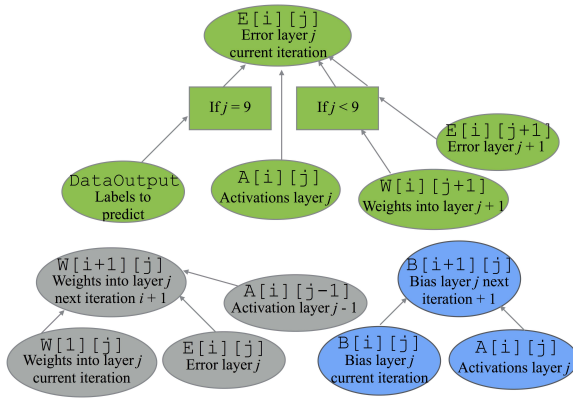 E[i][j]
Error layer j
current iteration
If j = 9
If j < 9
E[i][j+1]
Error layer j + 1
DataOutput
Labels to
predict
A[i][j]
Activations layer j
W[i][j+1]
Weights into layer j + 1
W[i+1][j]
Weights into layer j
next iteration i + 1
A[i][j-1]
Activation layer j - 1
W[1][j]
Weights into layer j
current iteration
E[i][j]
Error layer j
B[i+1][j]
Bias layer j next
iteration + 1
B[i][j]
Bias layer j
current iteration
A[i][j]
Activations layer j